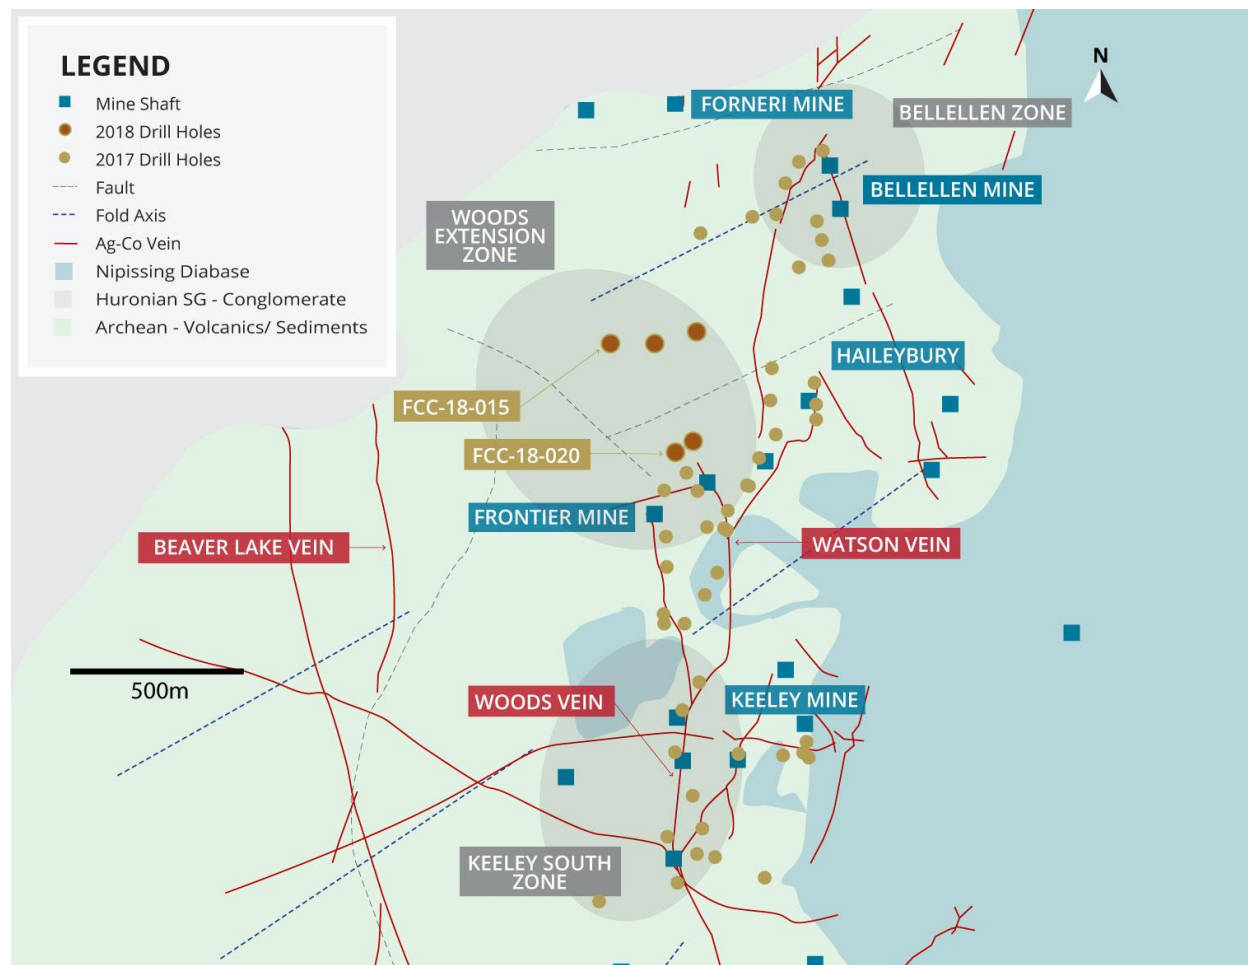 LEGEND
Mine Shaft
2018 Drill Holes
2017 Drill Holes
Fault
Fold Axis
Ag-Co Vein
Nipissing Diabase
Huronian SG - Conglomerate
Archean - Volcanics/ Sediments
N
FORNERI MINE
BELLELLEN ZONE
BELLELLEN MINE
WOODS
EXTENSION
ZONE
HAILEYBURY
FCC-18-015
FCC-18-020
FRONTIER MINE
BEAVER LAKE VEIN
WATSON VEIN
500m
WOODS VEIN
KEELEY MINE
KEELEY SOUTH
ZONE